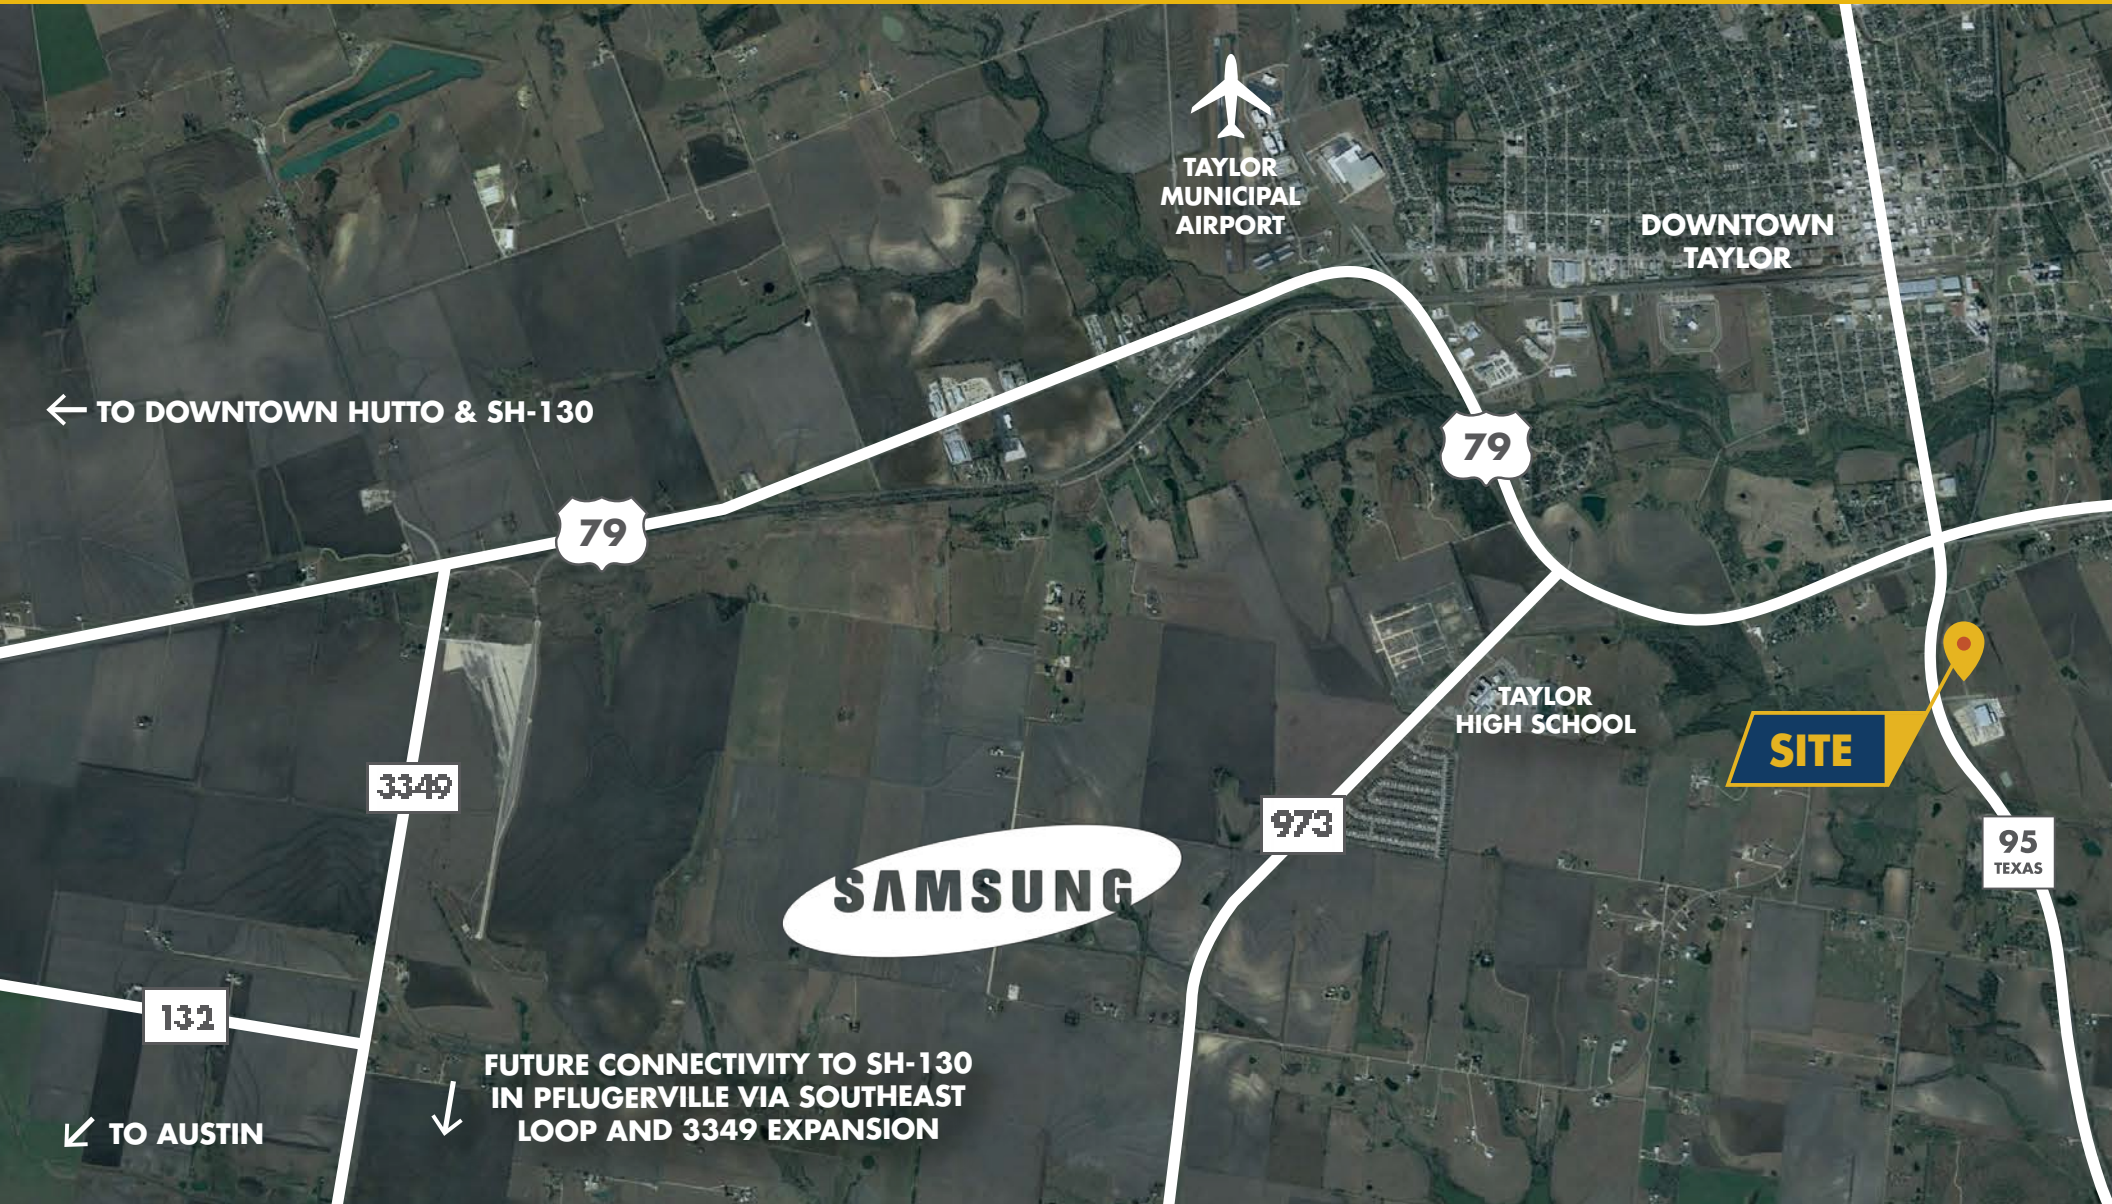 TAYLOR
MUNICIPAL
AIRPORT
DOWNTOWN
TAYLOR
← TO DOWNTOWN HUTTO & SH-130
79
79
TAYLOR
HIGH SCHOOL
SITE
3349
973
95
TEXAS
SAMSUNG
132
FUTURE CONNECTIVITY TO SH-130
IN PFLUGERVILLE VIA SOUTHEAST
LOOP AND 3349 EXPANSION
↙ TO AUSTIN